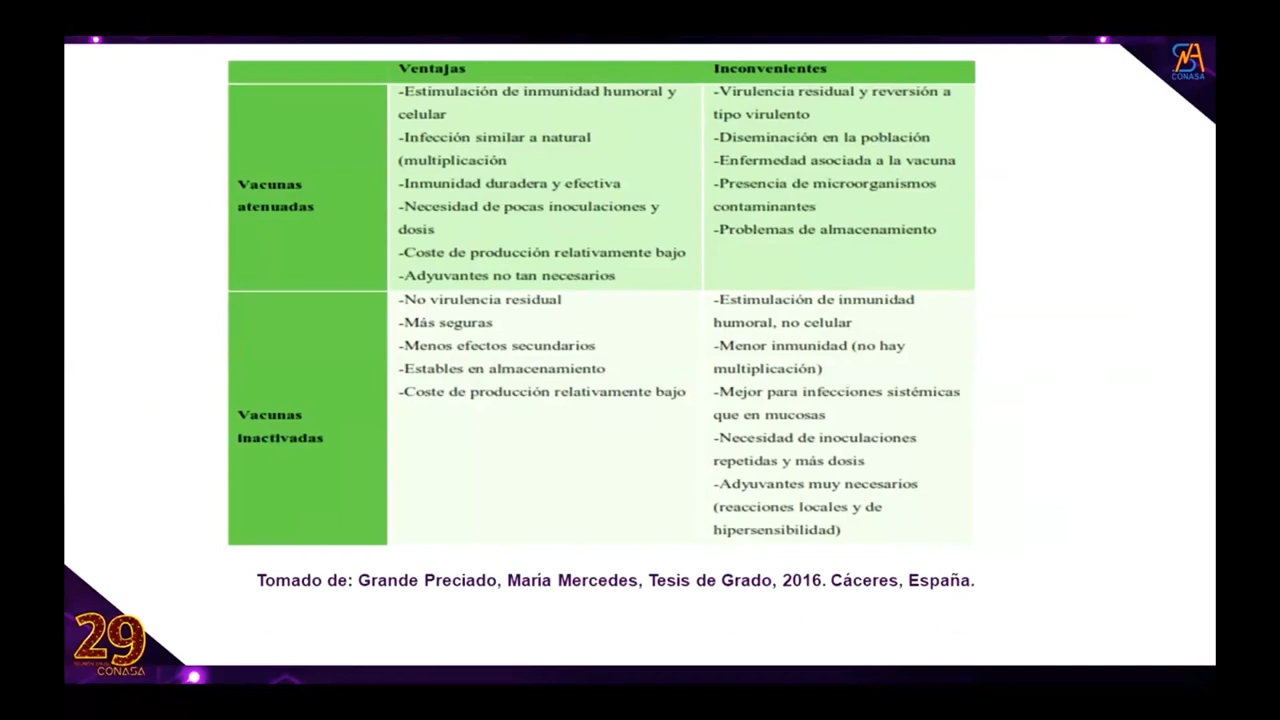 CONASA
Ventajas
Inconvenientes
Vacunas
atenuadas
-Estimulación de inmunidad humoral y
celular
-Infección similar a natural
(multiplicación
-Inmunidad duradera y efectiva
-Necesidad de pocas inoculaciones y
dosis
-Coste de producción relativamente bajo
-Adyuvantes no tan necesarios
-Virulencia residual y reversión a
tipo virulento
-Diseminación en la población
-Enfermedad asociada a la vacuna
-Presencia de microorganismos
contaminantes
-Problemas de almacenamiento
Vacunas
inactivadas
-No virulencia residual
-Más seguras
-Menos efectos secundarios
-Estables en almacenamiento
-Coste de producción relativamente bajo
-Estimulación de inmunidad
humoral, no celular
-Menor inmunidad (no hay
multiplicación)
-Mejor para infecciones sistémicas
que en mucosas
-Necesidad de inoculaciones
repetidas y más dosis
-Adyuvantes muy necesarios
(reacciones locales y de
hipersensibilidad)
Tomado de: Grande Preciado, María Mercedes, Tesis de Grado, 2016. Cáceres, España.
29
CONASA